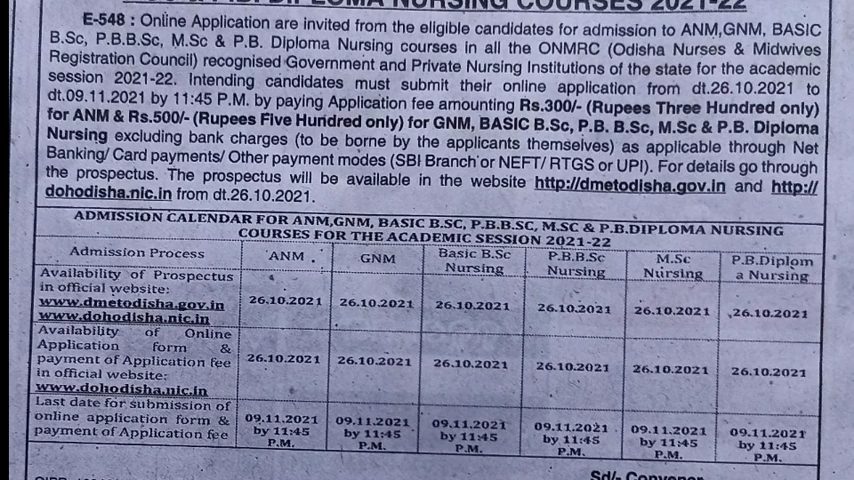 DIPLOMA NURSING COURSES 2021-22
E-548 : Online Application are invited from the eligible candidates for admission to ANM,GNM, BASIC
B.Sc, P.B.B.Sc, M.Sc & P.B. Diploma Nursing courses in all the ONMRC (Odisha Nurses & Midwives
Registration Council) recognised Government and Private Nursing Institutions of the state for the academic
session 2021-22. Intending candidates must submit their online application from dt.26.10.2021 to
dt.09.11.2021 by 11:45 P.M. by paying Application fee amounting Rs.300/- (Rupees Three Hundred only)
for ANM & Rs.500/- (Rupees Five Hundred only) for GNM, BASIC B.Sc, P.B. B.Sc, M.Sc & P.B. Diploma
Nursing excluding bank charges (to be borne by the applicants themselves) as applicable through Net
Banking/ Card payments/ Other payment modes (SBI Branch or NEFT/ RTGS or UPI). For details go through
the prospectus. The prospectus will be available in the website http://dmetodisha.gov.in and http://
dohodisha.nic.in from dt.26.10.2021.
ADMISSION CALENDAR FOR ANM,GNM, BASIC B.SC, P.B.B.SC, M.SC & P.B.DIPLOMA NURSING
COURSES FOR THE ACADEMIC SESSION 2021-22
Admission Process ANM GNM Basic B.Sc Nursing P.B.B.Sc Nursing M.Sc Nursing P.B.Diplom a Nursing
Availability of Prospectus
in official website:
www.dmetodisha.gov.in
www.dohodisha.nic.in
26.10.2021 26.10.2021 26.10.2021 26.10.2021 26.10.2021 26.10.2021
Availability of Online
Application form &
payment of Application fee
in official website:
www.dohodisha.nic.in
26.10.2021 26.10.2021 26.10.2021 26.10.2021 26.10.2021 26.10.2021
Last date for submission of
online application form &
payment of Application fee
09.11.2021 09.11.2021 09.11.2021 09.11.2021 09.11.2021 09.11.2021
by 11:45 by 11:45 by 11:45 by 11:45 by 11:45 by 11:45
P.M. P.M. P.M. P.M. P.M. P.M.
Sd/- Convenor